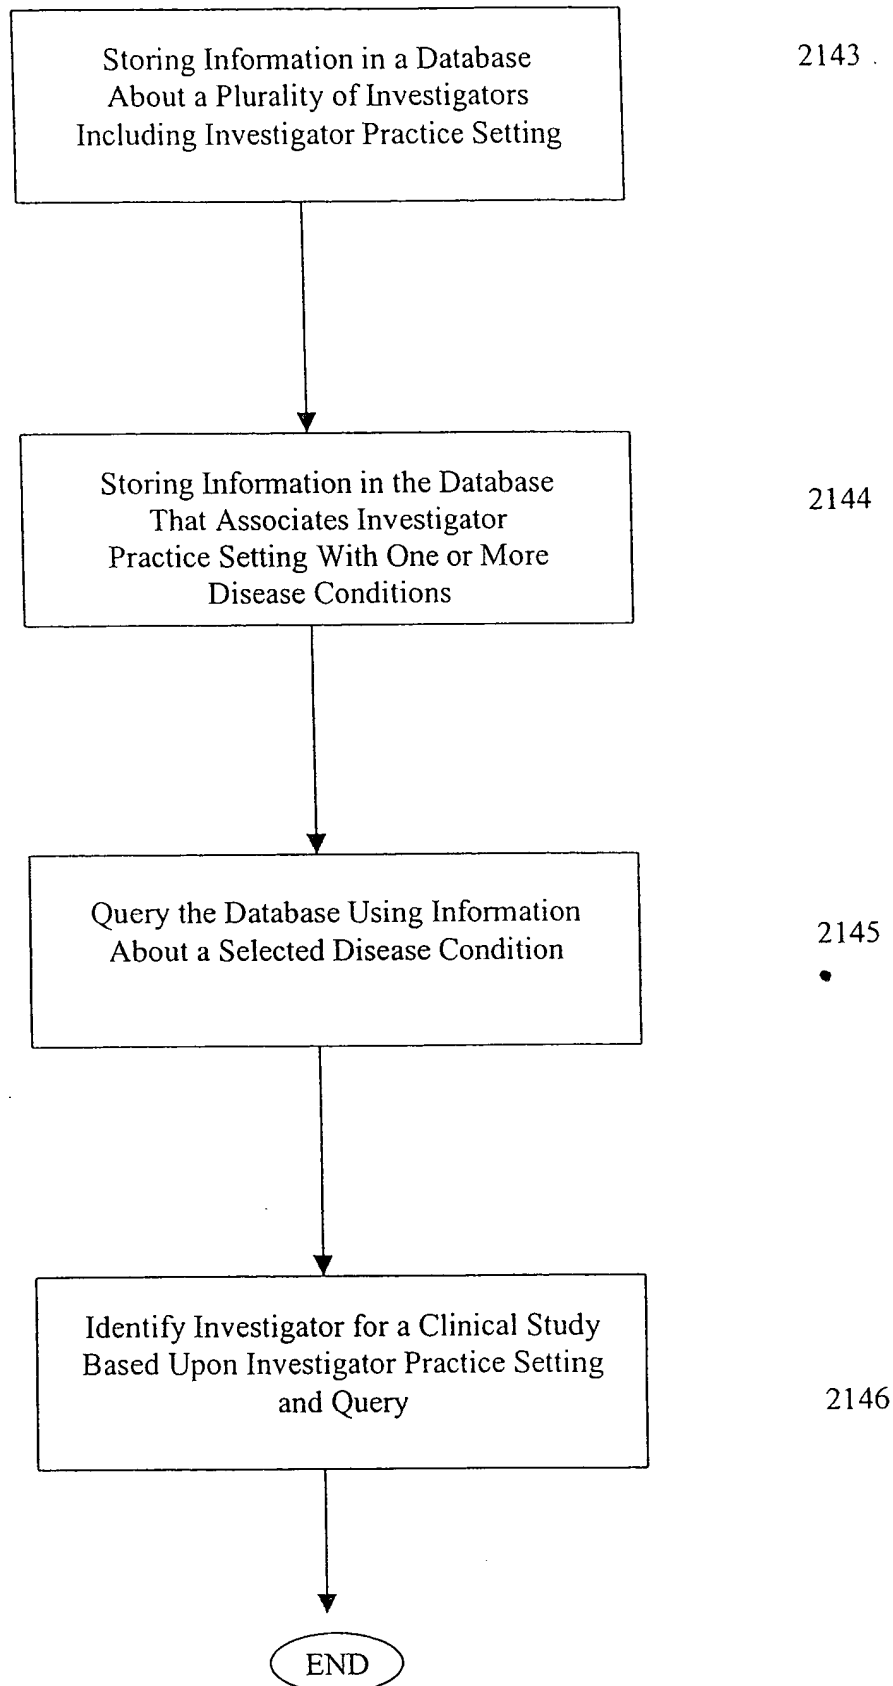 Storing Information in a Database
About a Plurality of Investigators
Including Investigator Practice Setting
2143
Storing Information in the Database
That Associates Investigator
Practice Setting With One or More
Disease Conditions
2144
Query the Database Using Information
About a Selected Disease Condition
2145
Identify Investigator for a Clinical Study
Based Upon Investigator Practice Setting
and Query
2146
END